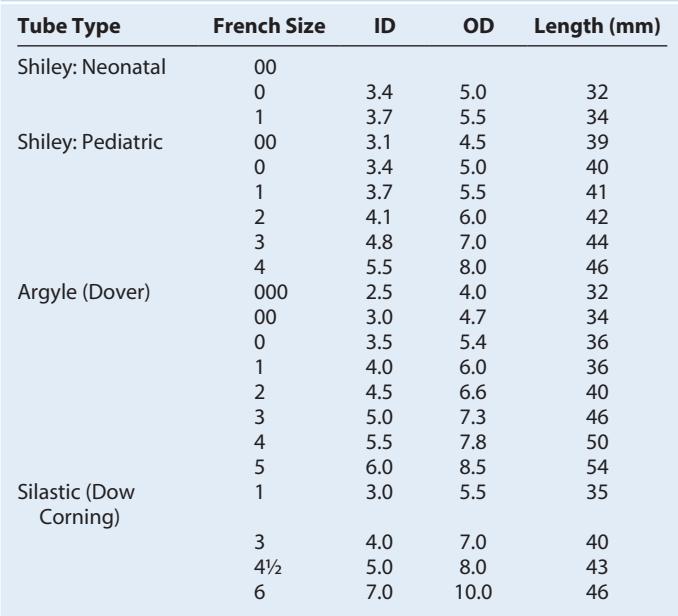 Tube Type French Size ID OD Length (mm)
Shiley: Neonatal 00
0 3.4 5.0 32
1 3.7 5.5 34
Shiley: Pediatric 00 3.1 4.5 39
0 3.4 5.0 40
1 3.7 5.5 41
2 4.1 6.0 42
3 4.8 7.0 44
4 5.5 8.0 46
Argyle (Dover) 000 2.5 4.0 32
00 3.0 4.7 34
0 3.5 5.4 36
1 4.0 6.0 36
2 4.5 6.6 40
3 5.0 7.3 46
4 5.5 7.8 50
5 6.0 8.5 54
Silastic (Dow 1 3.0 5.5 35
Corning)
3 4.0 7.0 40
4½ 5.0 8.0 43
6 7.0 10.0 46